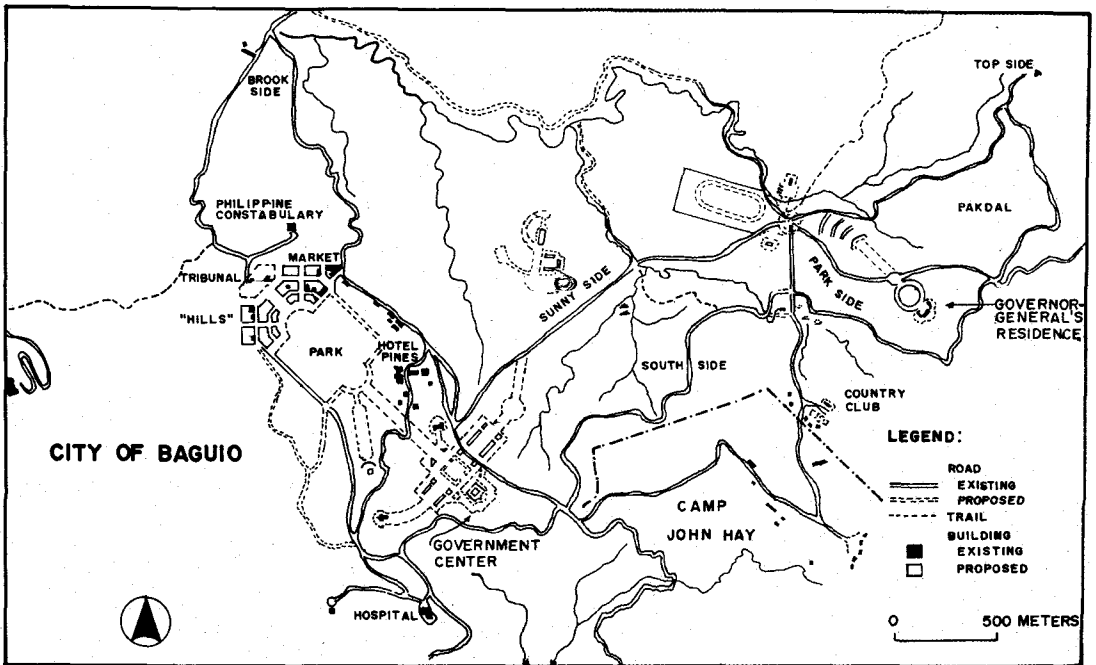 TOP SIDE
BROOK
SIDE
PHILIPPINE
CONSTABULARY
PAKDAL
MARKET
TRIBUNAL
SUNNY SIDE
PARK
SIDE
"HILLS"
GOVERNOR-
GENERAL'S
RESIDENCE
HOTEL
PINES
PARK
SOUTH SIDE
COUNTRY
CLUB
CITY OF BAGUIO
LEGEND:
ROAD
EXISTING
PROPOSED
TRAIL
BUILDING
EXISTING
PROPOSED
CAMP
JOHN HAY
GOVERNMENT
CENTER
HOSPITAL
0 500 METERS